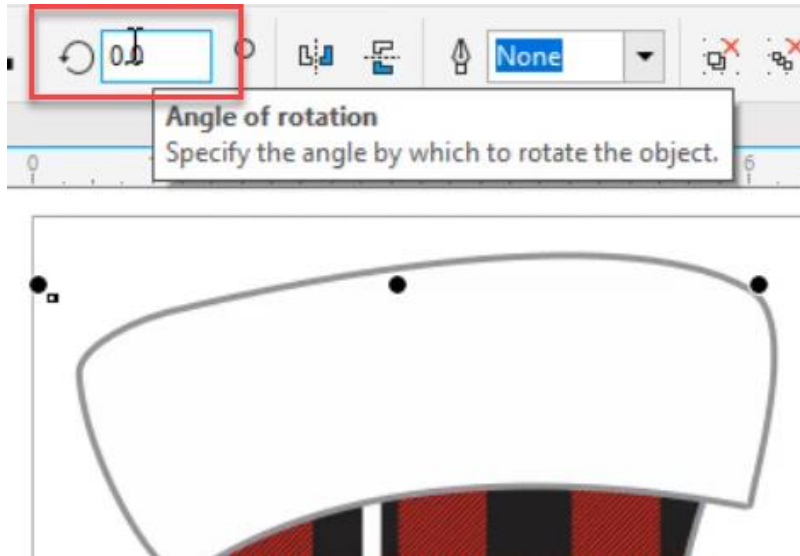 0.0 None
Angle of rotation
Specify the angle by which to rotate the object.
0 6